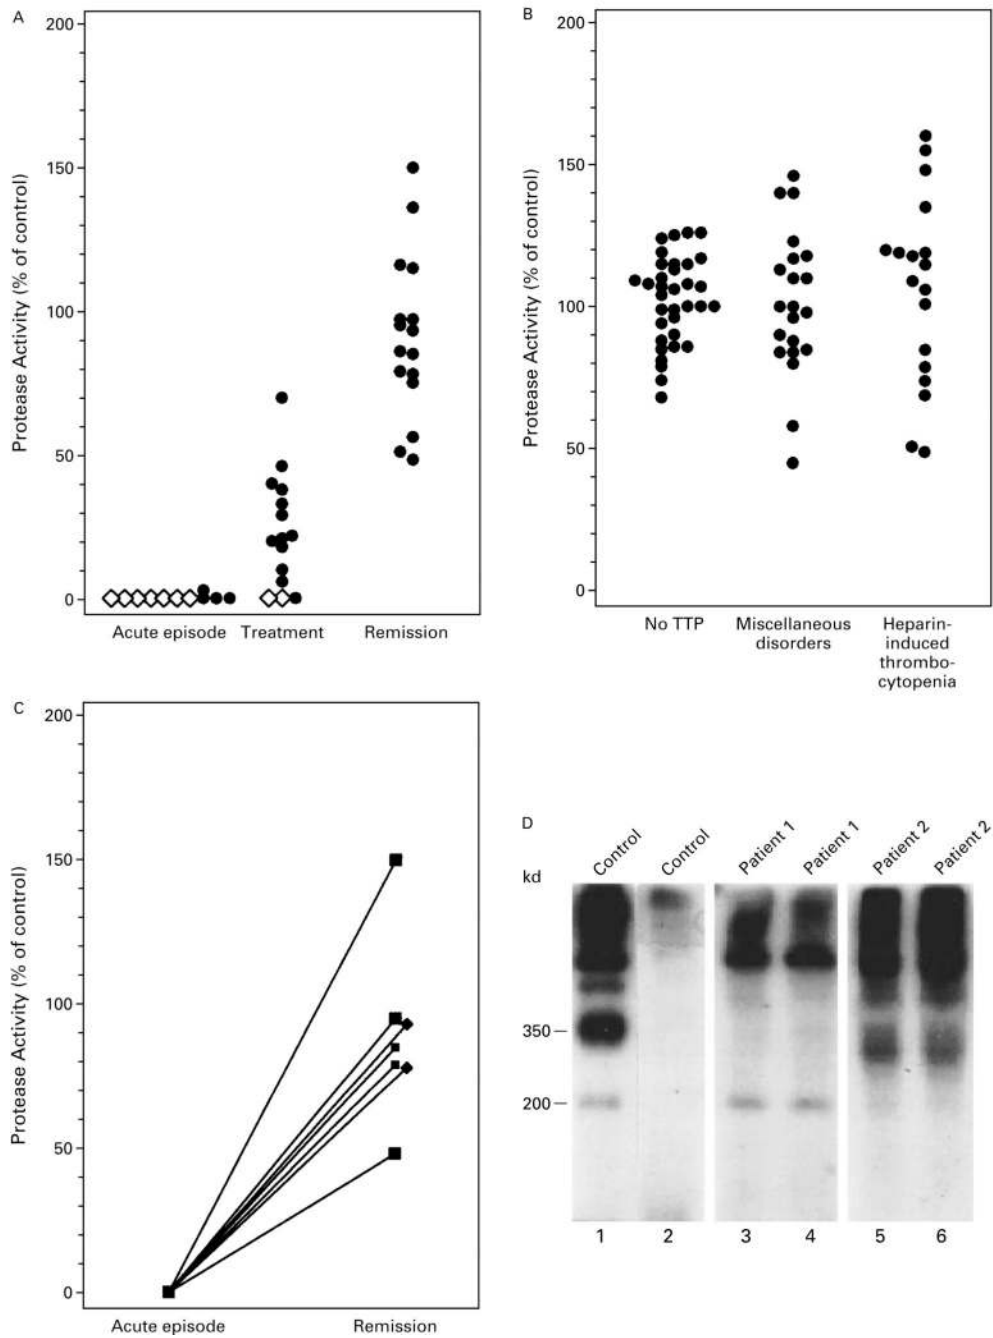 A
200
150
100
50
0
Protease Activity (% of control)
Acute episode Treatment Remission
B
200
150
100
50
0
Protease Activity (% of control)
No TTP Miscellaneous Heparin-
disorders induced
thrombo-
cytopenia
C
200
150
100
50
0
Protease Activity (% of control)
Acute episode Remission
D
Control Control Patient 1 Patient 1 Patient 2 Patient 2
kd
350
200
1 2 3 4 5 6